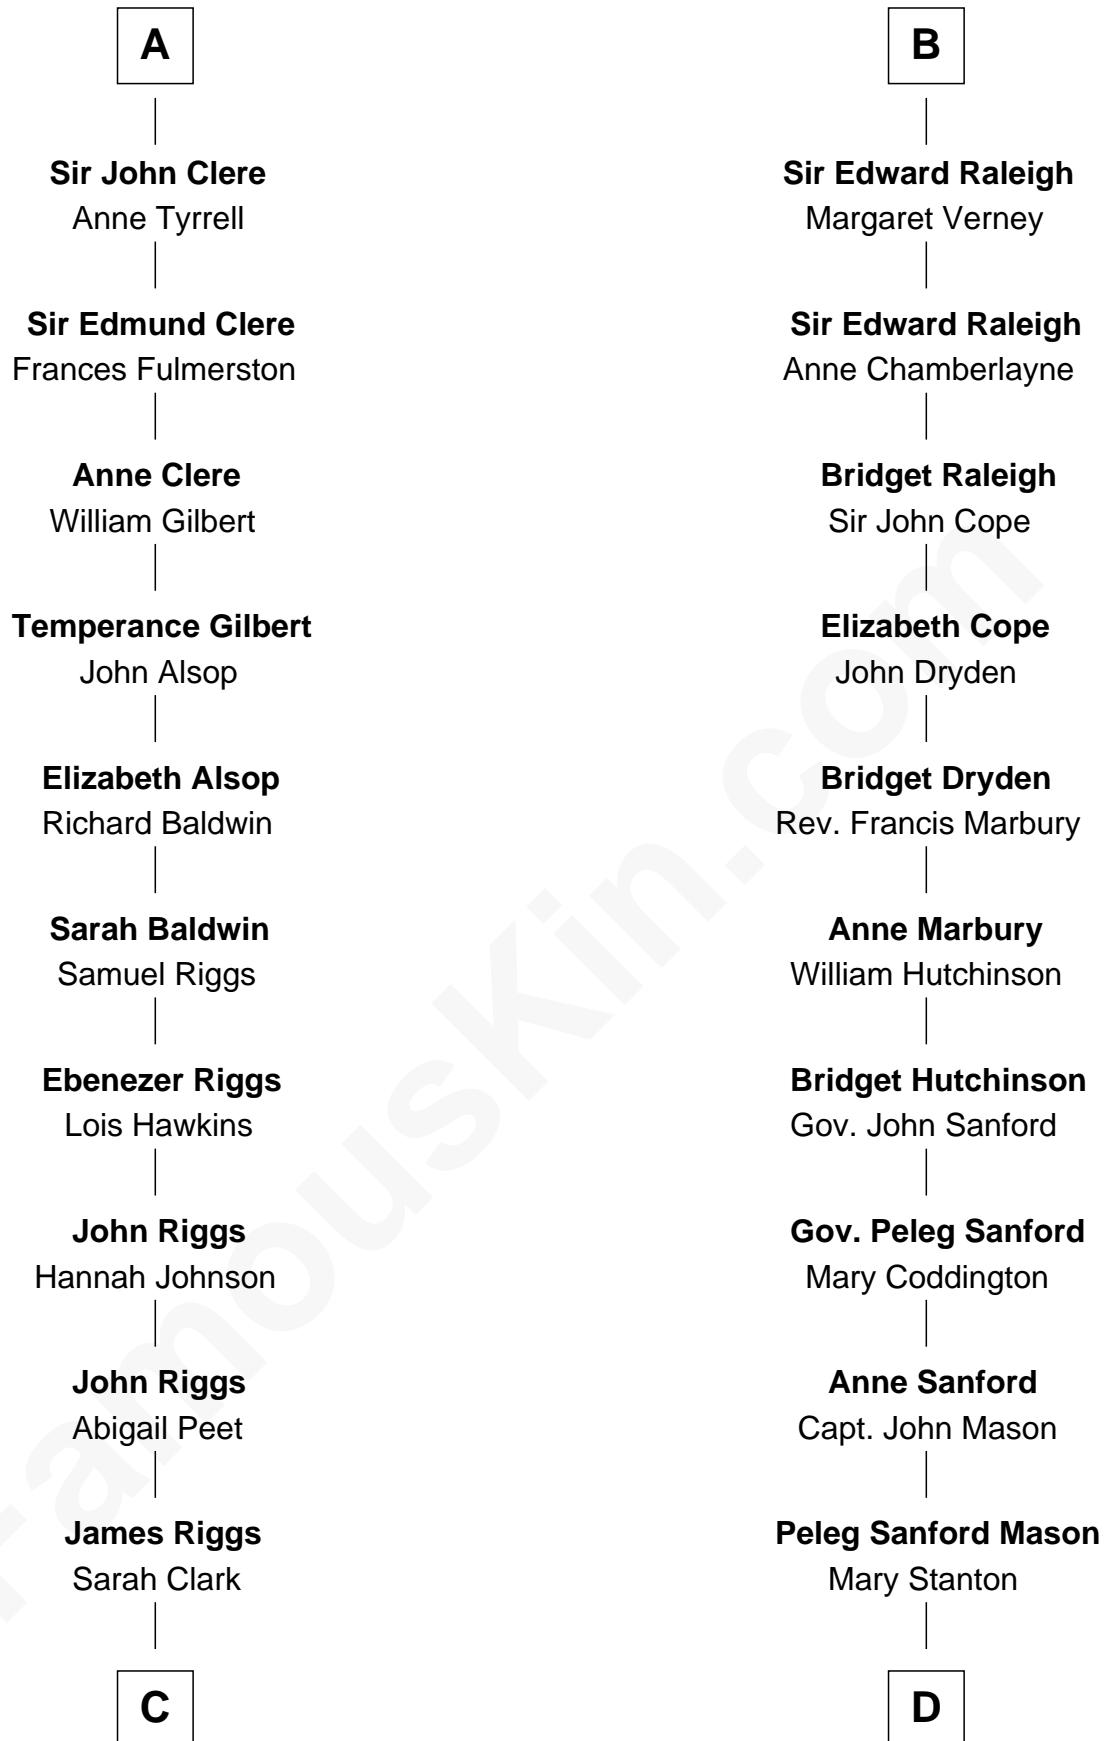 A
Sir John Clere
Anne Tyrrell
Sir Edmund Clere
Frances Fulmerston
Anne Clere
William Gilbert
Temperance Gilbert
John Alsop
Elizabeth Alsop
Richard Baldwin
Sarah Baldwin
Samuel Riggs
Ebenezer Riggs
Lois Hawkins
John Riggs
Hannah Johnson
John Riggs
Abigail Peet
James Riggs
Sarah Clark
C
B
Sir Edward Raleigh
Margaret Verney
Sir Edward Raleigh
Anne Chamberlayne
Bridget Raleigh
Sir John Cope
Elizabeth Cope
John Dryden
Bridget Dryden
Rev. Francis Marbury
Anne Marbury
William Hutchinson
Bridget Hutchinson
Gov. John Sanford
Gov. Peleg Sanford
Mary Coddington
Anne Sanford
Capt. John Mason
Peleg Sanford Mason
Mary Stanton
D
FamousKin.com